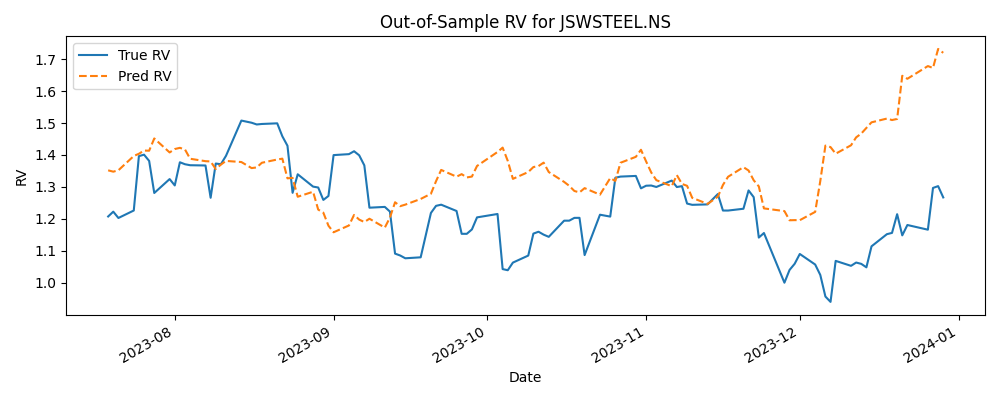 Out-of-Sample RV for JSWSTEEL.NS
True RV
Pred RV
RV
1.7
1.6
1.5
1.4
1.3
1.2
1.1
1.0
2023-08
2023-09
2023-10
2023-11
2023-12
2024-01
Date